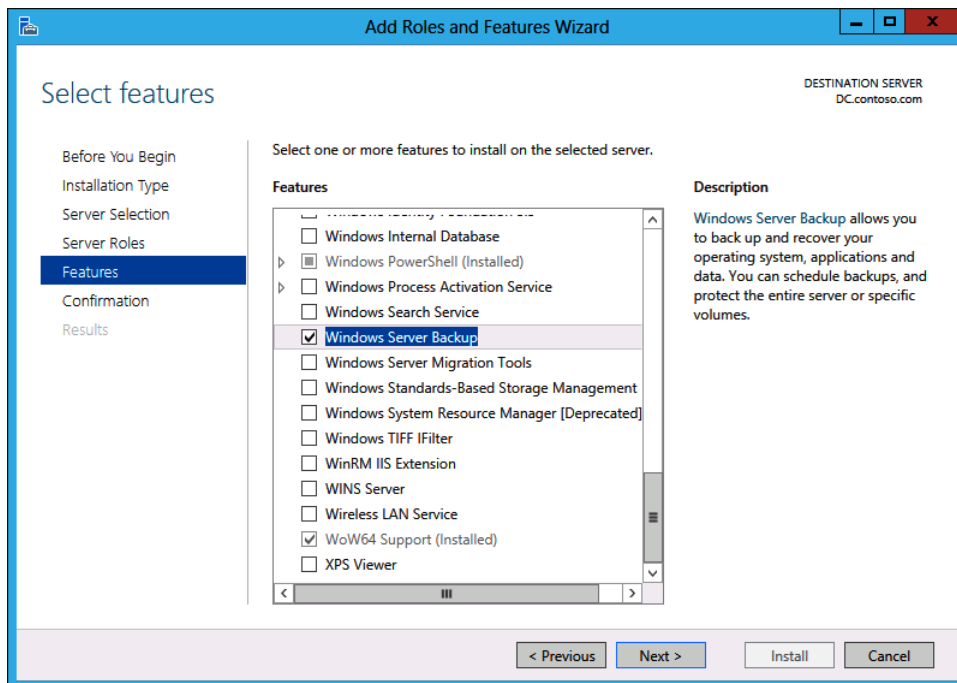 Add Roles and Features Wizard
Select features
DESTINATION SERVER
DC.contoso.com
Before You Begin
Installation Type
Server Selection
Server Roles
Features
Confirmation
Results
Select one or more features to install on the selected server.
Features
Windows Internal Database
Windows PowerShell (Installed)
Windows Process Activation Service
Windows Search Service
Windows Server Backup
Windows Server Migration Tools
Windows Standards-Based Storage Management
Windows System Resource Manager [Deprecated]
Windows TIFF IFilter
WinRM IIS Extension
WINS Server
Wireless LAN Service
WoW64 Support (Installed)
XPS Viewer
Description
Windows Server Backup allows you
to back up and recover your
operating system, applications and
data. You can schedule backups, and
protect the entire server or specific
volumes.
< Previous
Next >
Install
Cancel